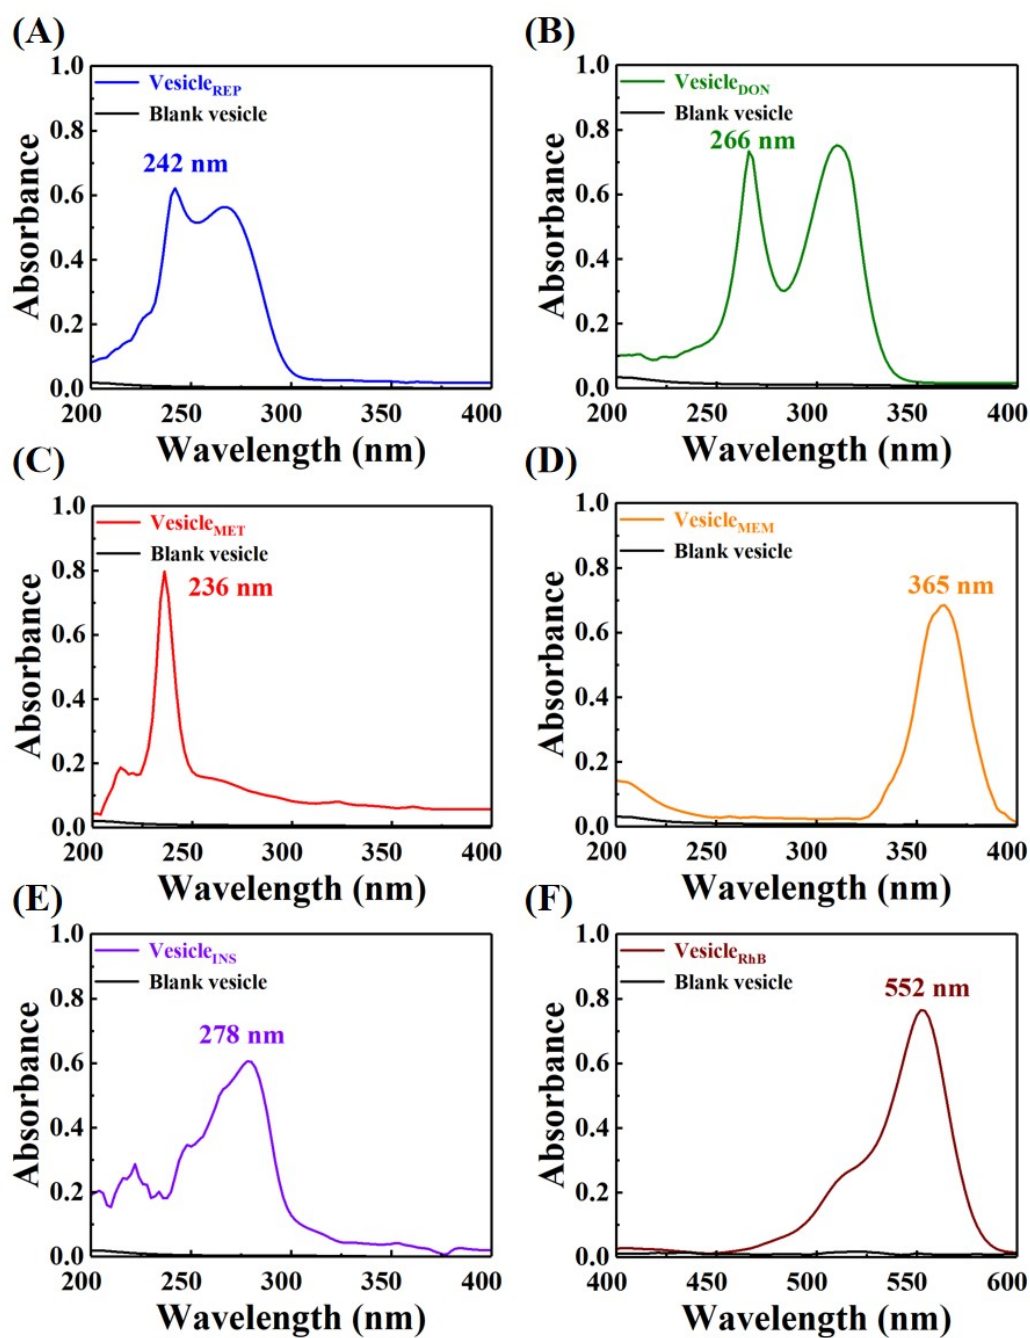 (A)
1.0
0.8
0.6
0.4
0.2
0.0
Absorbance
Vesicle_REP
Blank vesicle
242 nm
200 250 300 350 400
Wavelength (nm)
(B)
1.0
0.8
0.6
0.4
0.2
0.0
Absorbance
Vesicle_DON
Blank vesicle
266 nm
200 250 300 350 400
Wavelength (nm)
(C)
1.0
0.8
0.6
0.4
0.2
0.0
Absorbance
Vesicle_MET
Blank vesicle
236 nm
200 250 300 350 400
Wavelength (nm)
(D)
1.0
0.8
0.6
0.4
0.2
0.0
Absorbance
Vesicle_MEM
Blank vesicle
365 nm
200 250 300 350 400
Wavelength (nm)
(E)
1.0
0.8
0.6
0.4
0.2
0.0
Absorbance
Vesicle_INS
Blank vesicle
278 nm
200 250 300 350 400
Wavelength (nm)
(F)
1.0
0.8
0.6
0.4
0.2
0.0
Absorbance
Vesicle_RhB
Blank vesicle
552 nm
400 450 500 550 600
Wavelength (nm)